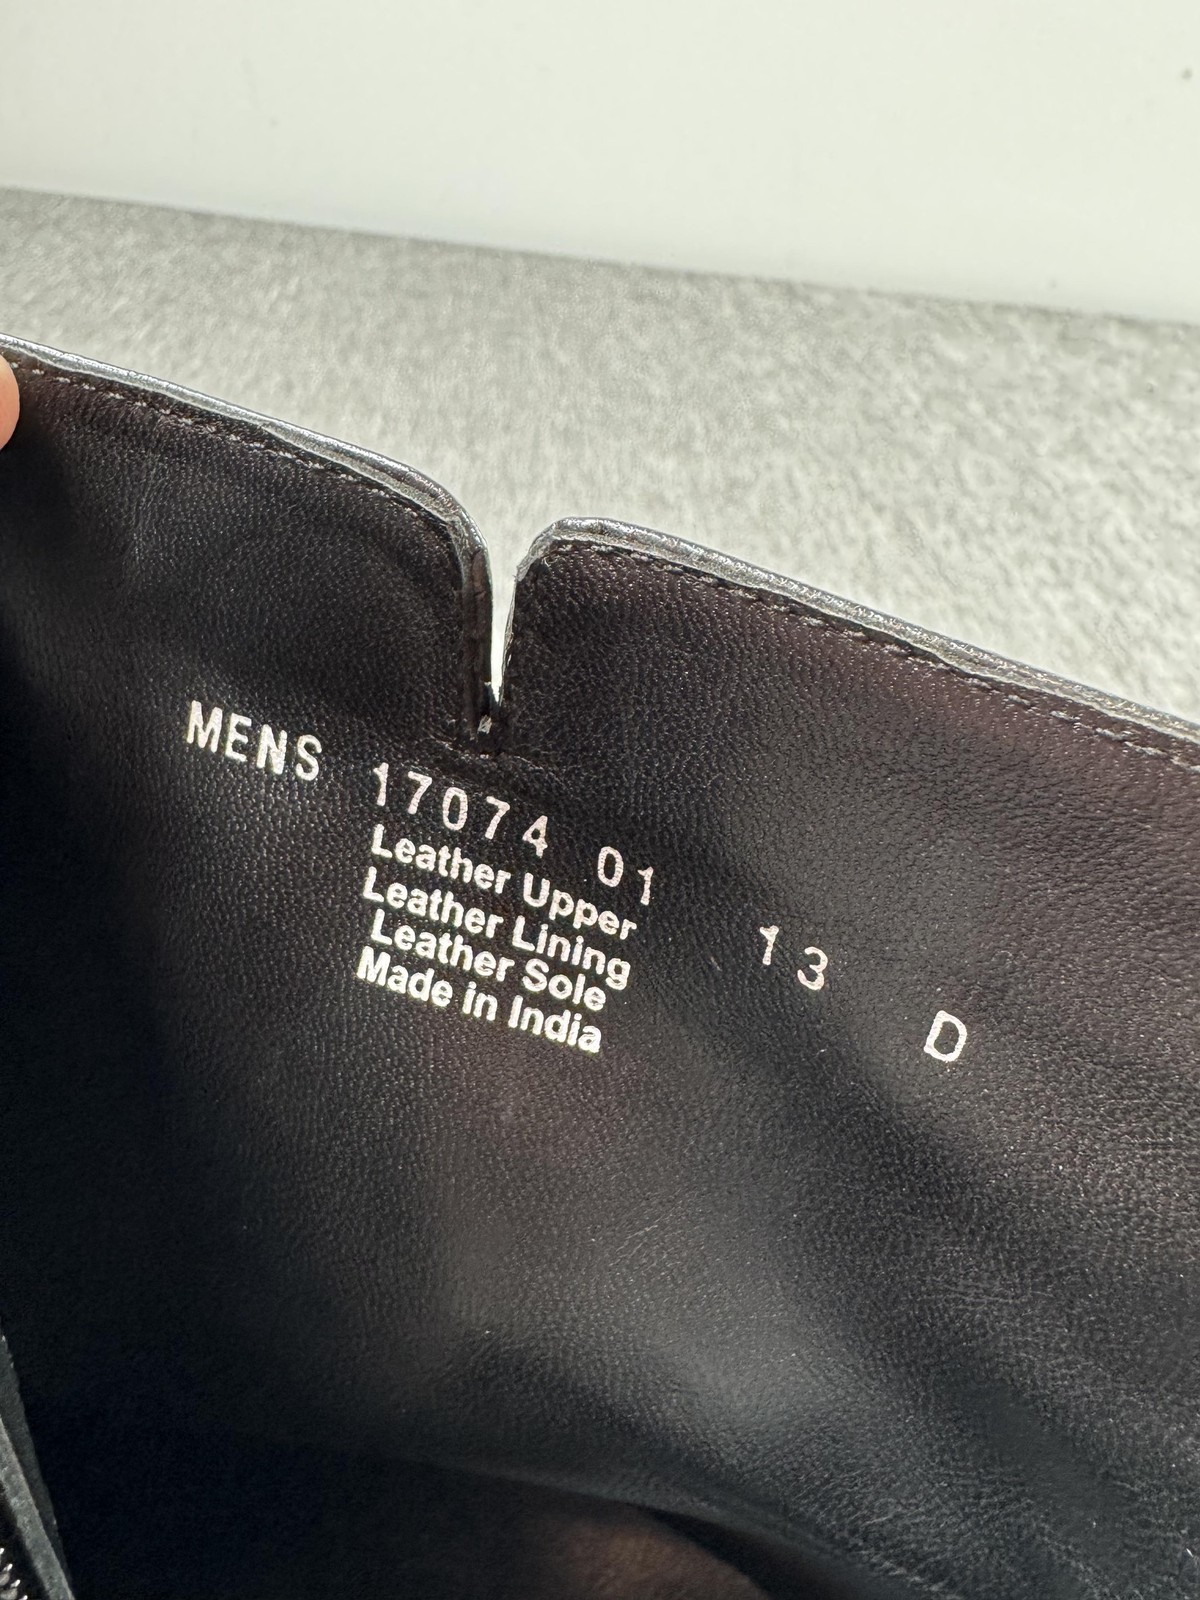 MENS 17074 01 13 D
Leather Upper
Leather Lining
Leather Sole
Made in India